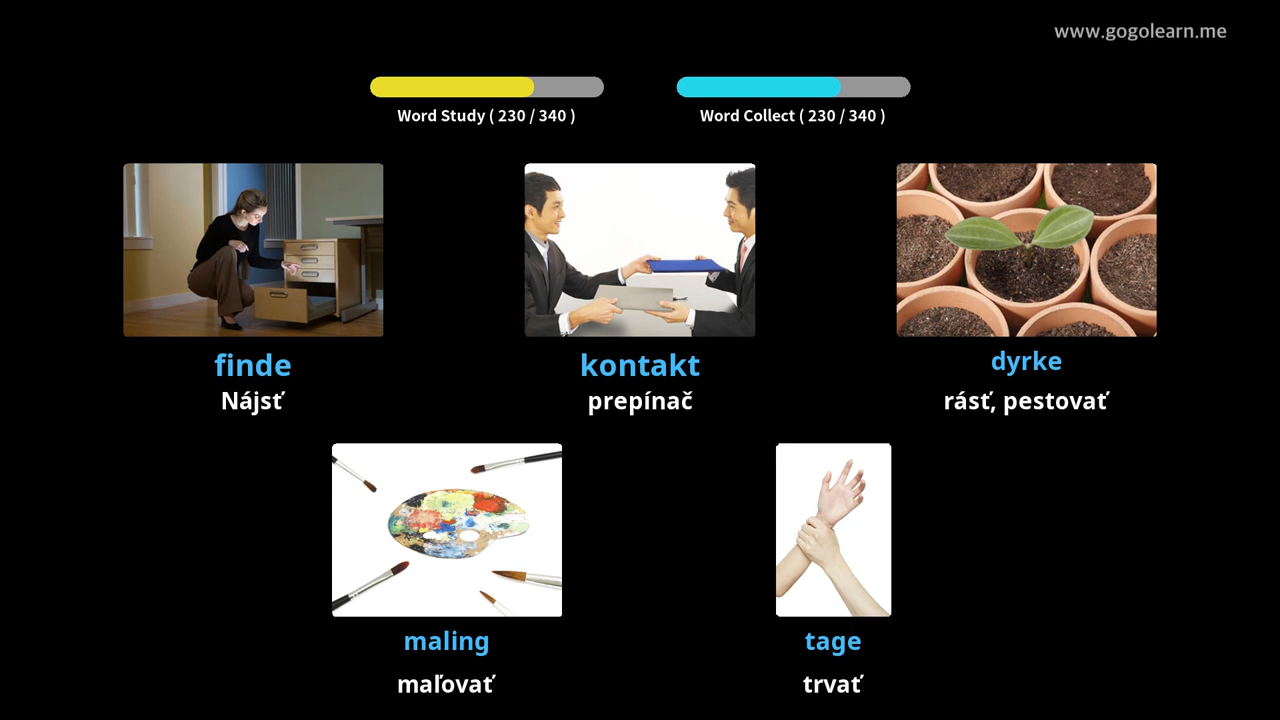 www.gogolearn.me
Word Study ( 230 / 340 )
Word Collect ( 230 / 340 )
finde
Nájsť
kontakt
prepínač
dyrke
rásť, pestovať
maling
maľovať
tage
trvať